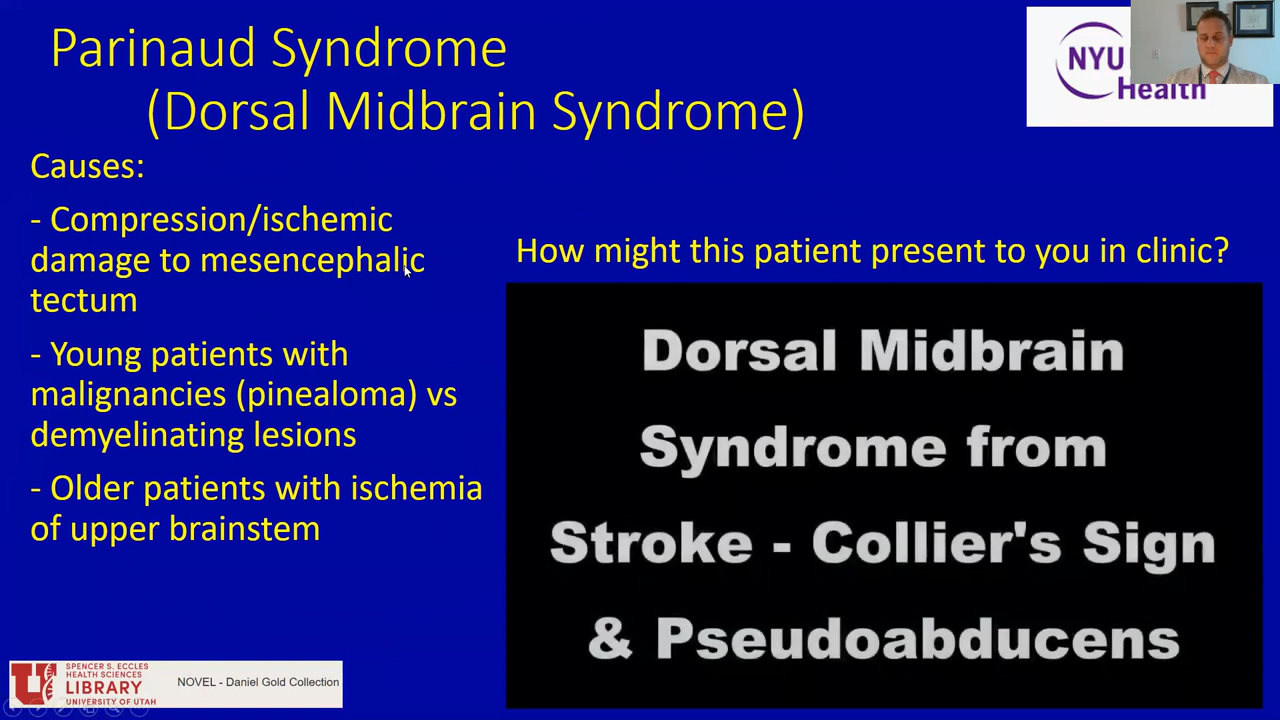 Parinaud Syndrome
(Dorsal Midbrain Syndrome)
NYU
Health
Causes:
- Compression/ischemic
damage to mesencephalic
tectum
- Young patients with
malignancies (pinealoma) vs
demyelinating lesions
- Older patients with ischemia
of upper brainstem
How might this patient present to you in clinic?
Dorsal Midbrain
Syndrome from
Stroke - Collier's Sign
& Pseudoabducens
U
SPENCER S. ECCLES
HEALTH SCIENCES
LIBRARY
UNIVERSITY OF UTAH
NOVEL - Daniel Gold Collection